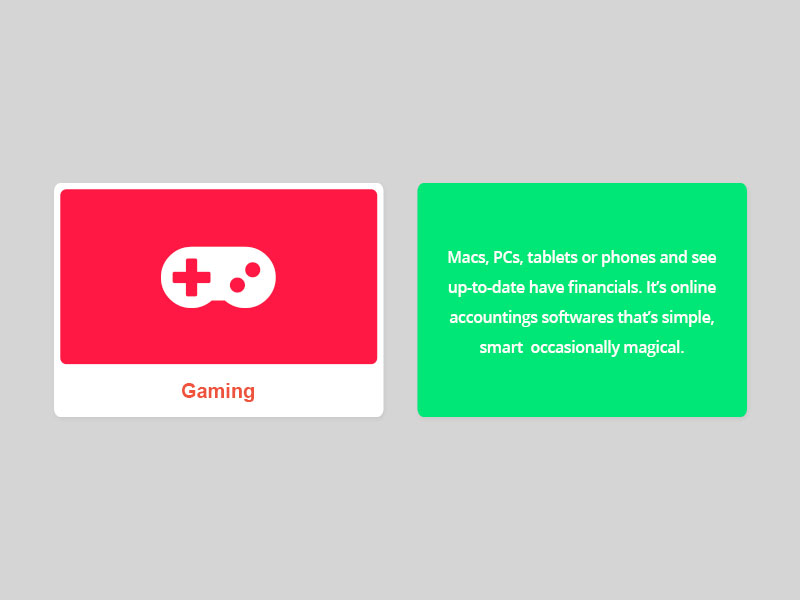 Gaming
Macs, PCs, tablets or phones and see
up-to-date have financials. It’s online
accountings softwares that’s simple,
smart  occasionally magical.